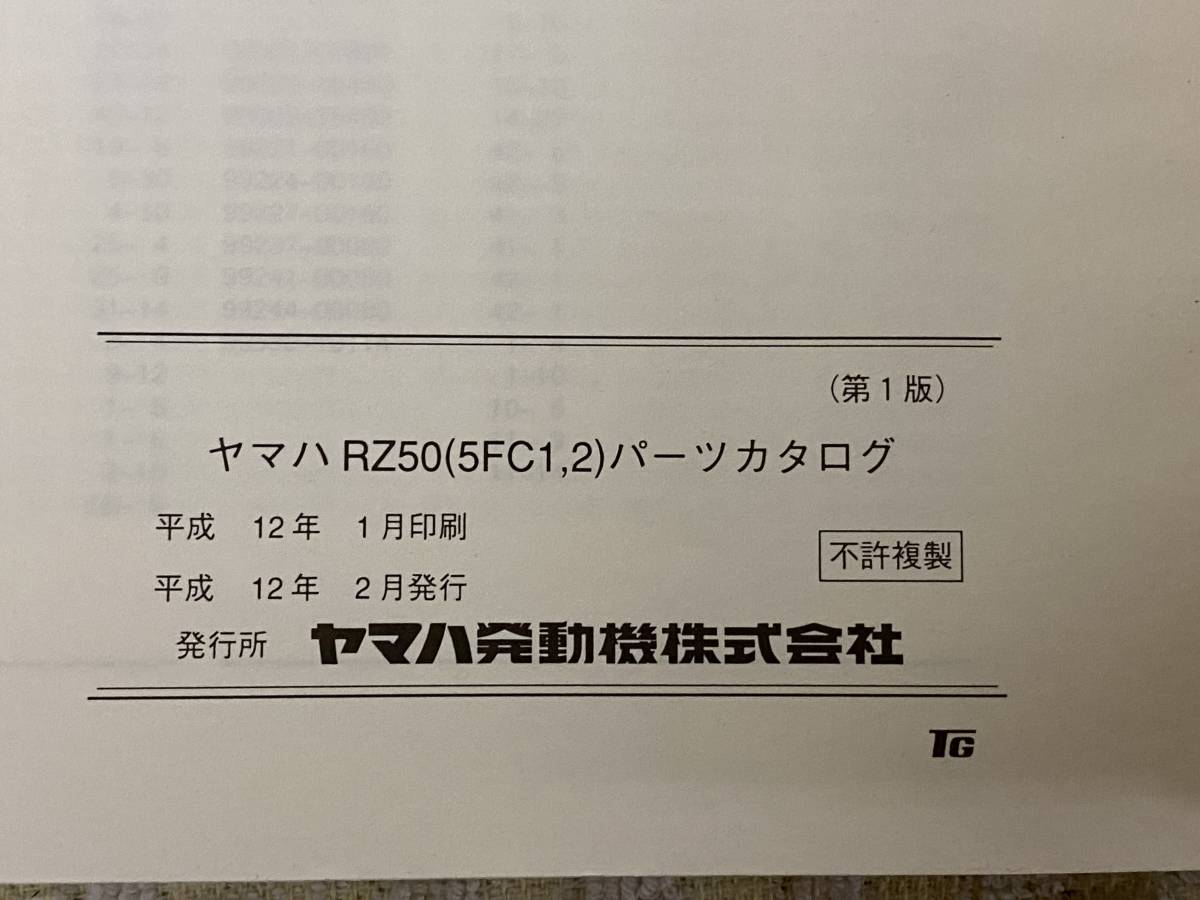 （第1版）
ヤマハ RZ50(5FC1,2)パーツカタログ
平成 12年 1月印刷
不許複製
平成 12年 2月発行
発行所 ヤマハ発動機株式会社
TG